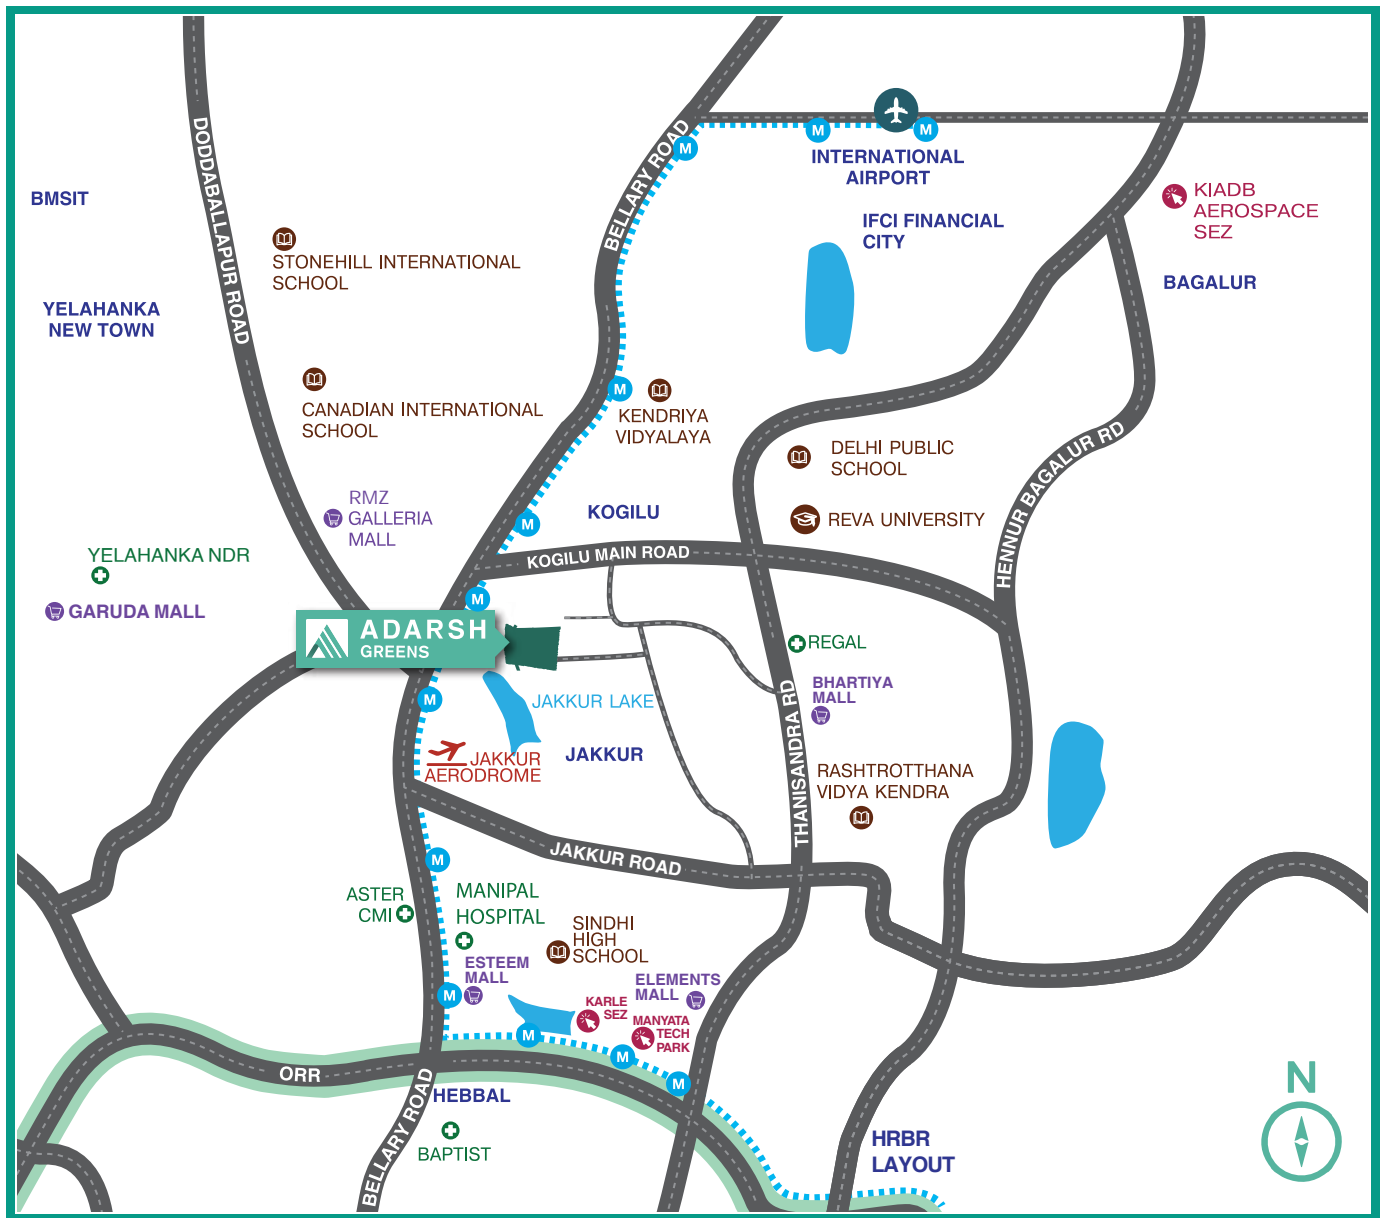 DODDABALLAPUR ROAD
BELLARY ROAD
M
M
M
INTERNATIONAL
AIRPORT
BMSIT
KIADB
AEROSPACE
SEZ
IFCI FINANCIAL
CITY
STONEHILL INTERNATIONAL
SCHOOL
BAGALUR
YELAHANKA
NEW TOWN
M
CANADIAN INTERNATIONAL
SCHOOL
KENDRIYA
VIDYALAYA
DELHI PUBLIC
SCHOOL
HENNUR BAGALUR RD
RMZ
GALLERIA
MALL
M
KOGILU
REVA UNIVERSITY
YELAHANKA NDR
KOGILU MAIN ROAD
GARUDA MALL
M
ADARSH
GREENS
REGAL
BHARTIYA
MALL
M
JAKKUR LAKE
THANISANDRA RD
JAKKUR
AERODROME
JAKKUR
RASHTROTTHANA
VIDYA KENDRA
JAKKUR ROAD
M
ASTER
CMI
MANIPAL
HOSPITAL
SINDHI
HIGH
SCHOOL
ESTEEM
MALL
M
ELEMENTS
MALL
KARLE
SEZ
MANYATA
TECH
PARK
M
M
M
ORR
HEBBAL
BELLARY ROAD
BAPTIST
HRBR
LAYOUT
N